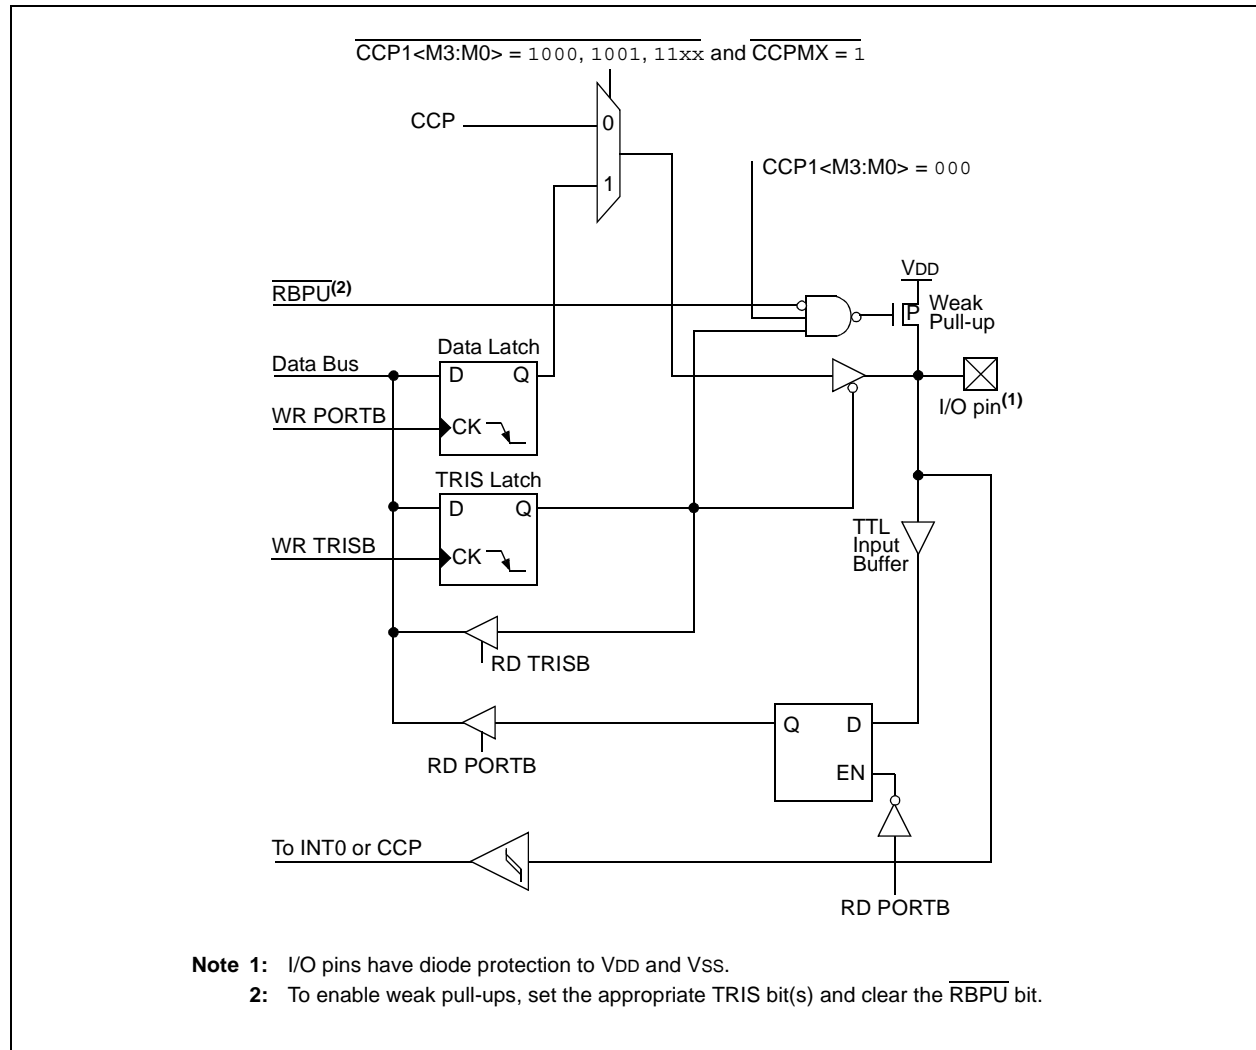 CCP1<M3:M0> = 1000, 1001, 11xx and CCPMX = 1
CCP
0
1
CCP1<M3:M0> = 000
VDD
RBPU(2)
P
Weak
Pull-up
Data Latch
Data Bus
D Q
I/O pin(1)
WR PORTB
CK
TRIS Latch
D Q
TTL
Input
Buffer
WR TRISB
CK
RD TRISB
Q D
RD PORTB
EN
To INT0 or CCP
RD PORTB
Note 1: I/O pins have diode protection to VDD and VSS.
2: To enable weak pull-ups, set the appropriate TRIS bit(s) and clear the RBPU bit.